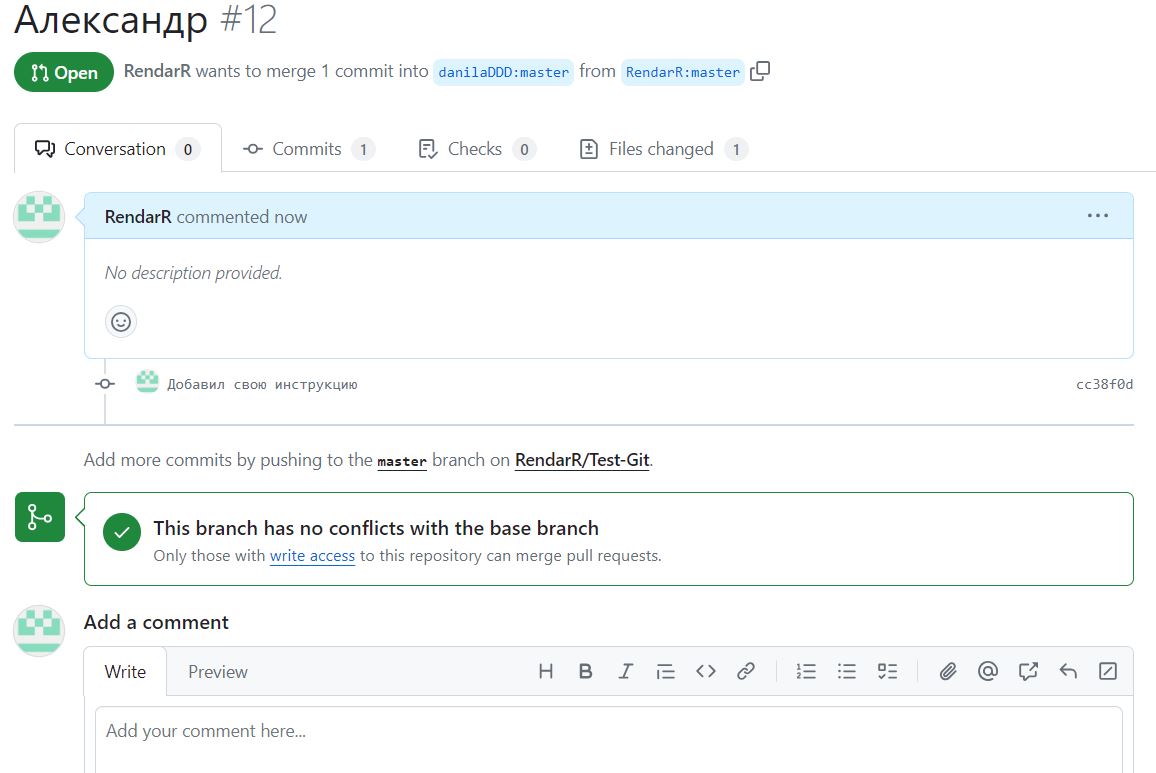 Александр #12
Open RendarR wants to merge 1 commit into danilaDDD:master from RendarR:master
Conversation 0 Commits 1 Checks 0 Files changed 1
RendarR commented now
No description provided.
Добавил свою инструкцию cc38f0d
Add more commits by pushing to the master branch on RendarR/Test-Git.
This branch has no conflicts with the base branch
Only those with write access to this repository can merge pull requests.
Add a comment
Write Preview
Add your comment here...